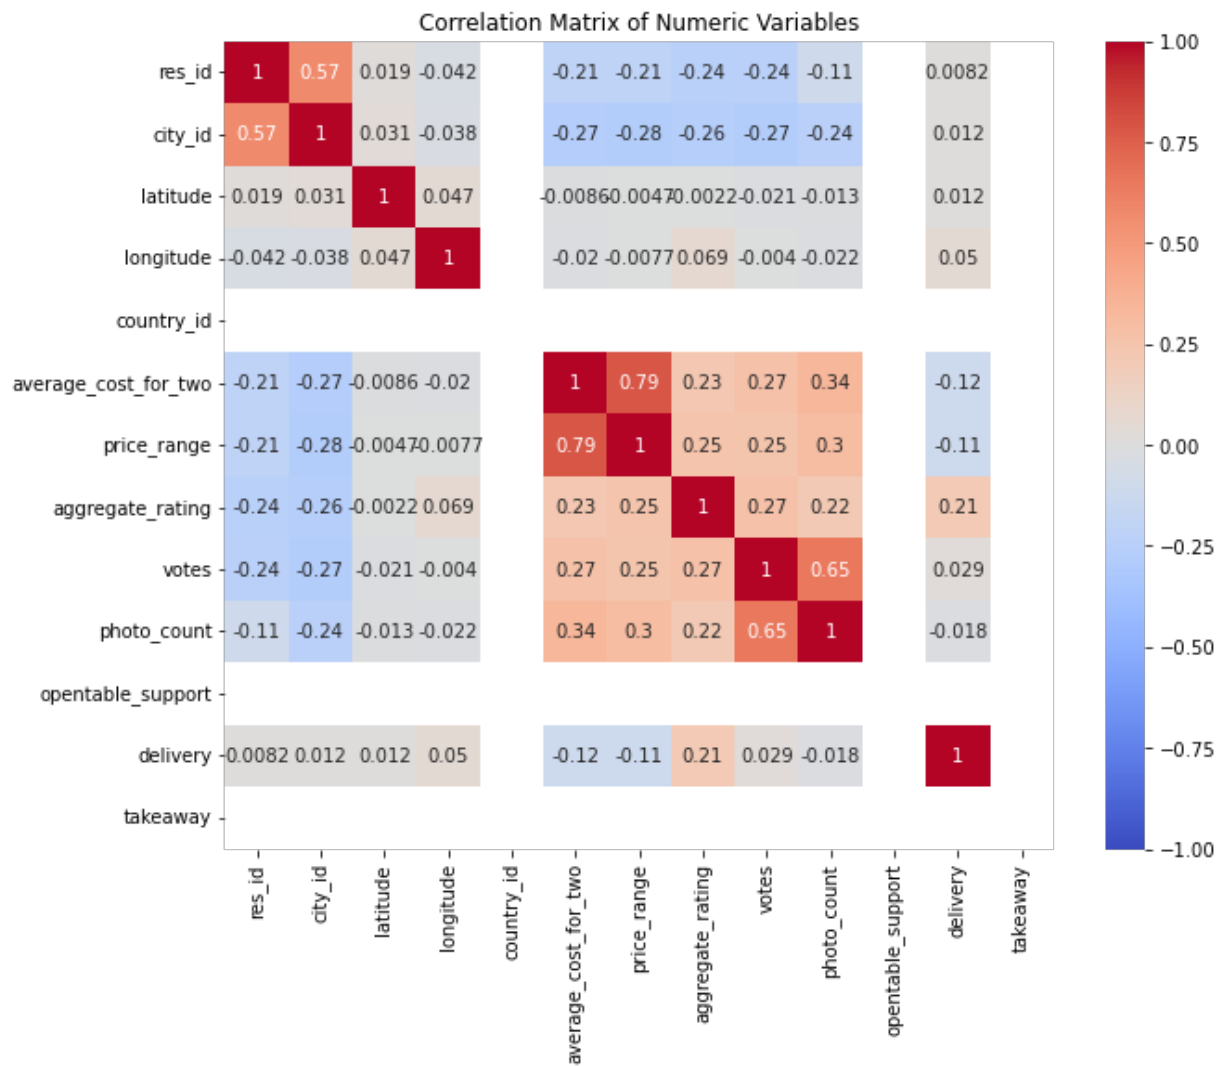 Correlation Matrix of Numeric Variables
res_id 1 0.57 0.019 -0.042 -0.21 -0.21 -0.24 -0.24 -0.11 0.0082
city_id 0.57 1 0.031 -0.038 -0.27 -0.28 -0.26 -0.27 -0.24 0.012
latitude 0.019 0.031 1 0.047 -0.0086 -0.0047 -0.0022 -0.021 -0.013 0.012
longitude -0.042 -0.038 0.047 1 -0.02 -0.0077 0.069 -0.004 -0.022 0.05
country_id
average_cost_for_two -0.21 -0.27 -0.0086 -0.02 1 0.79 0.23 0.27 0.34 -0.12
price_range -0.21 -0.28 -0.0047 -0.0077 0.79 1 0.25 0.25 0.3 -0.11
aggregate_rating -0.24 -0.26 -0.0022 0.069 0.23 0.25 1 0.27 0.22 0.21
votes -0.24 -0.27 -0.021 -0.004 0.27 0.25 0.27 1 0.65 0.029
photo_count -0.11 -0.24 -0.013 -0.022 0.34 0.3 0.22 0.65 1 -0.018
opentable_support
delivery 0.0082 0.012 0.012 0.05 -0.12 -0.11 0.21 0.029 -0.018 1
takeaway
res_id city_id latitude longitude country_id average_cost_for_two price_range aggregate_rating votes photo_count opentable_support delivery takeaway
1.00
0.75
0.50
0.25
0.00
−0.25
−0.50
−0.75
−1.00